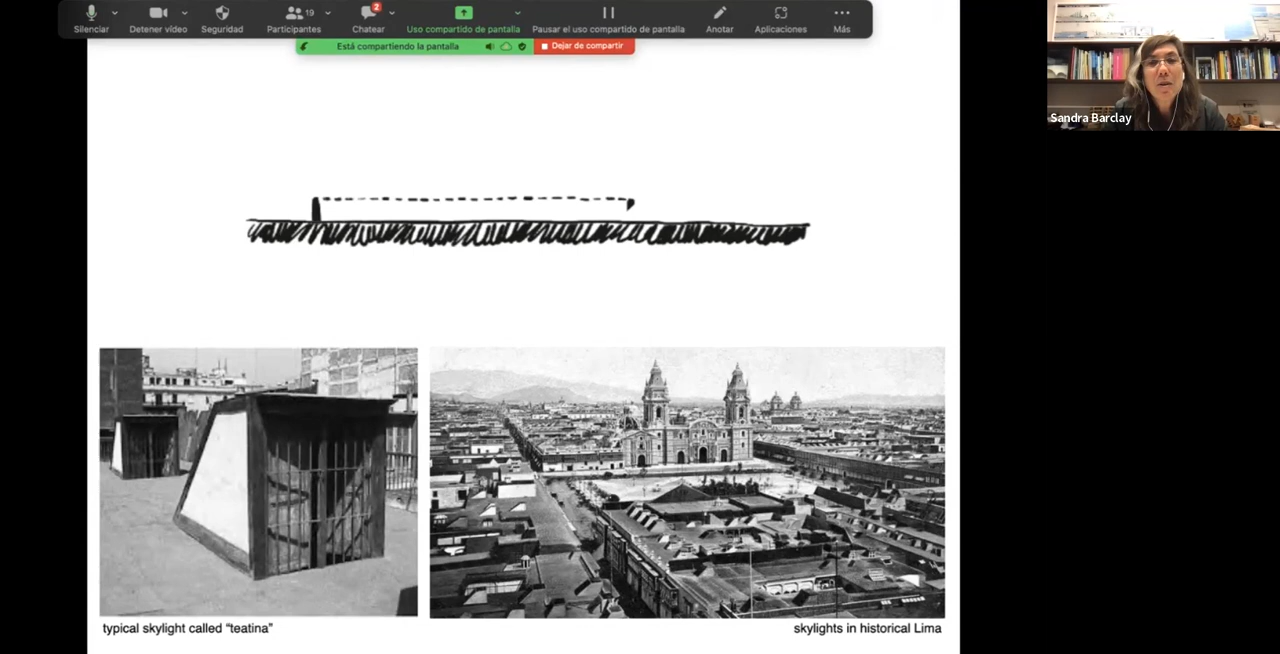 Silenciar
Detener vídeo
Seguridad
Participantes
19
Chatear
2
Uso compartido de pantalla
Pausar el uso compartido de pantalla
Anotar
Aplicaciones
Más
Está compartiendo la pantalla
Dejar de compartir
Sandra Barclay
typical skylight called “teatina”
skylights in historical Lima